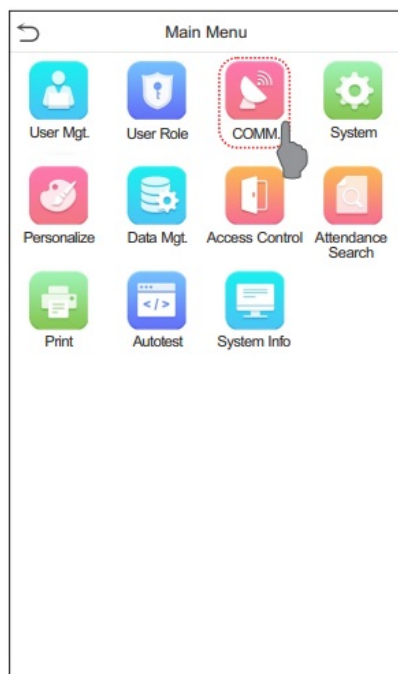 Main Menu
User Mgt.
User Role
COMM.
System
Personalize
Data Mgt.
Access Control
Attendance
Search
</>
Print
Autotest
System Info